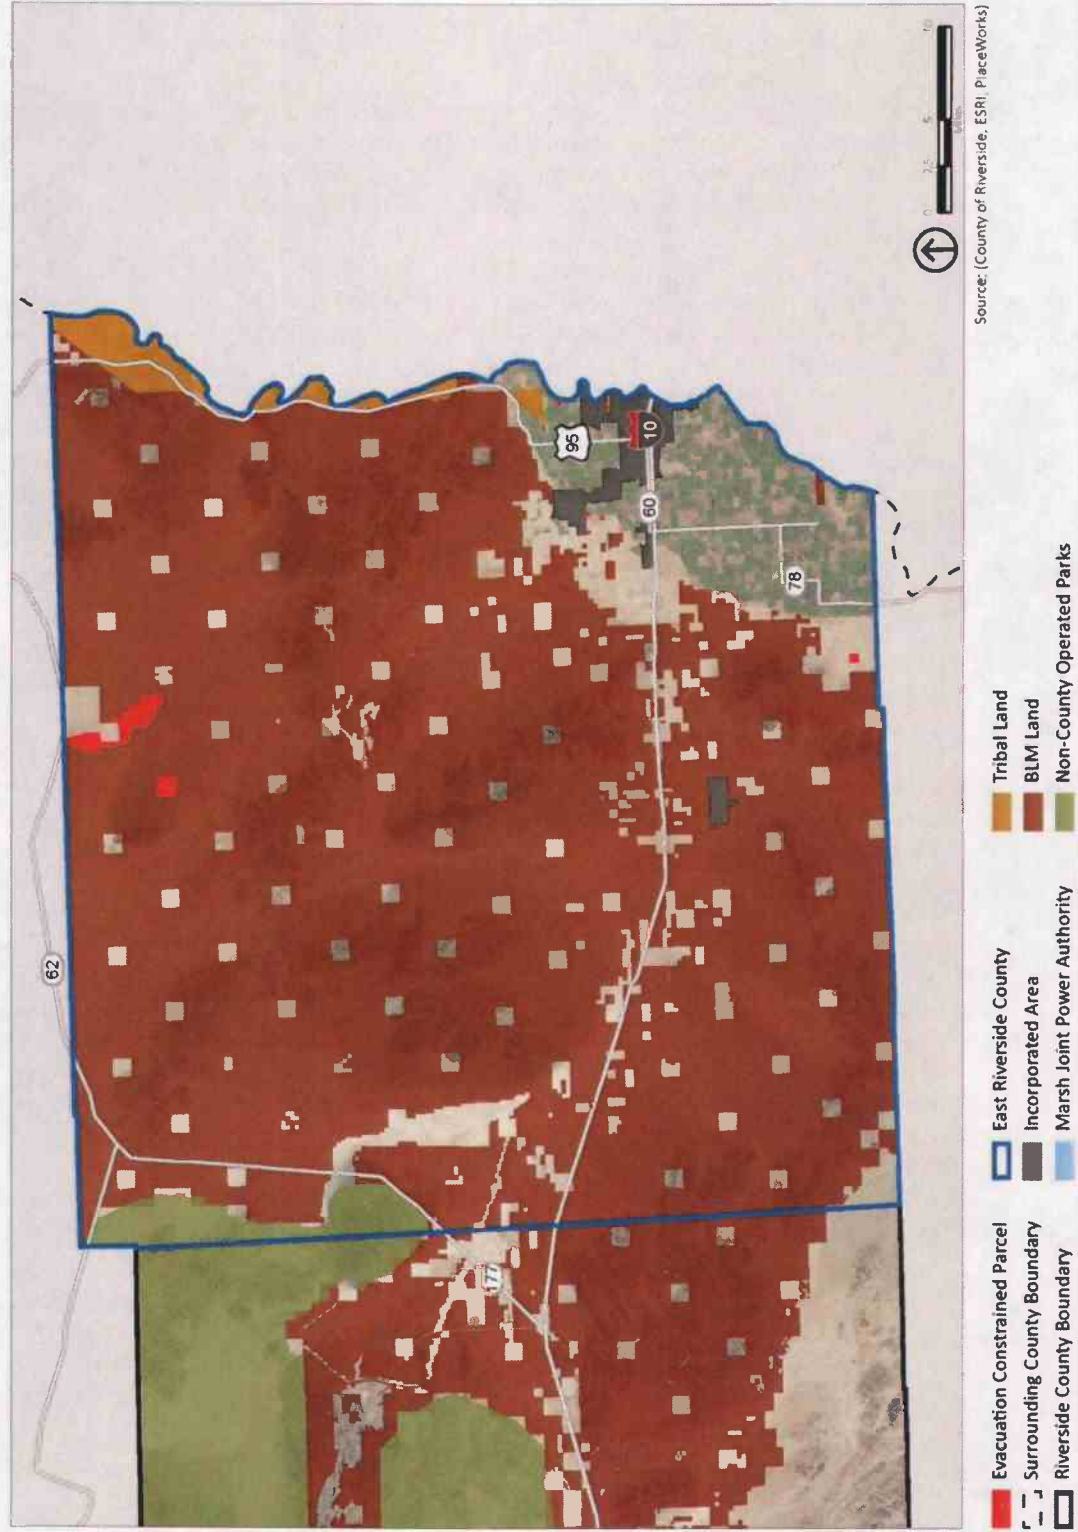 62
95
10
60
78
177
0 2.5 5 10
Miles
Source: (County of Riverside, ESRI, PlaceWorks)
Evacuation Constrained Parcel
Surrounding County Boundary
Riverside County Boundary
East Riverside County
Incorporated Area
Marsh Joint Power Authority
Tribal Land
BLM Land
Non-County Operated Parks